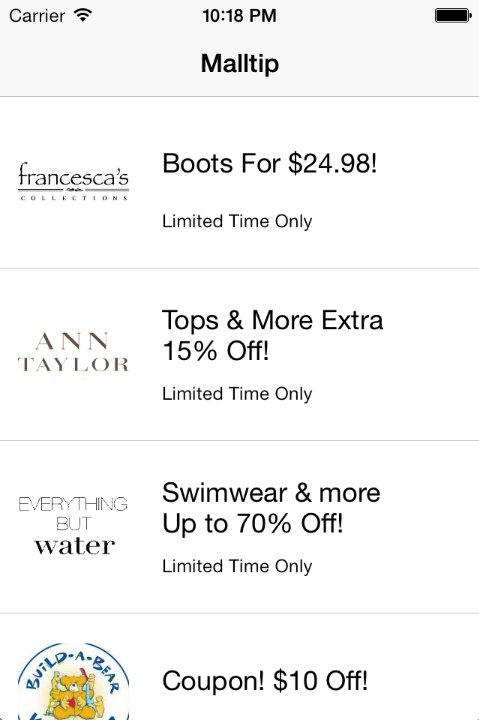 Carrier 10:18 PM
Malltip
francesca's
COLLECTIONS
Boots For $24.98!
Limited Time Only
ANN
TAYLOR
Tops & More Extra
15% Off!
Limited Time Only
EVERYTHING
BUT
water
Swimwear & more
Up to 70% Off!
Limited Time Only
BUILD-A-BEAR
Coupon! $10 Off!